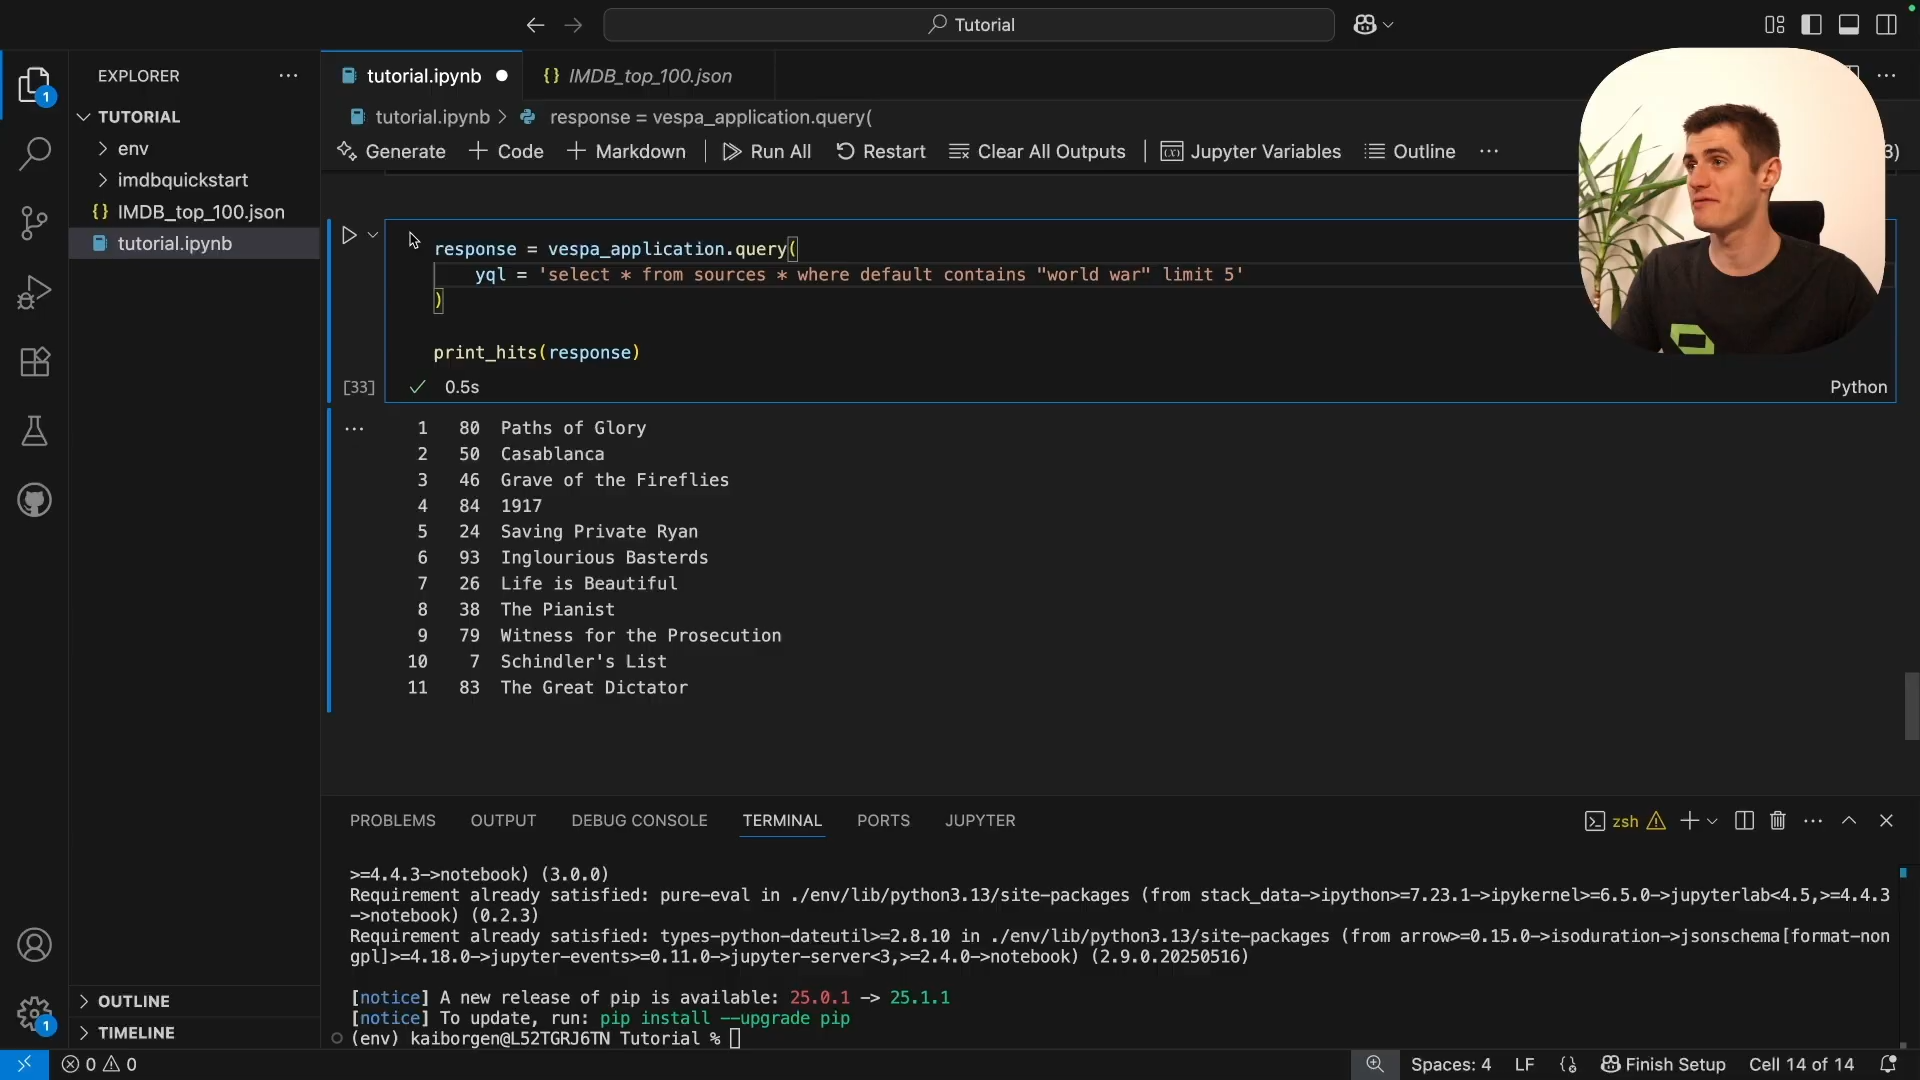 Tutorial
EXPLORER
TUTORIAL
env
imdbquickstart
IMDB_top_100.json
tutorial.ipynb
OUTLINE
TIMELINE
1
1
tutorial.ipynb
{} IMDB_top_100.json
tutorial.ipynb > response = vespa_application.query(
Generate + Code + Markdown | Run All Restart Clear All Outputs | Jupyter Variables Outline ...
3)
response = vespa_application.query(
yql = 'select * from sources * where default contains "world war" limit 5'
)
print_hits(response)
[33] ✓ 0.5s
Python
1 80 Paths of Glory
2 50 Casablanca
3 46 Grave of the Fireflies
4 84 1917
5 24 Saving Private Ryan
6 93 Inglourious Basterds
7 26 Life is Beautiful
8 38 The Pianist
9 79 Witness for the Prosecution
10 7 Schindler's List
11 83 The Great Dictator
PROBLEMS OUTPUT DEBUG CONSOLE TERMINAL PORTS JUPYTER
zsh
>=4.4.3->notebook) (3.0.0)
Requirement already satisfied: pure-eval in ./env/lib/python3.13/site-packages (from stack_data->ipython>=7.23.1->ipykernel>=6.5.0->jupyterlab<4.5,>=4.4.3
->notebook) (0.2.3)
Requirement already satisfied: types-python-dateutil>=2.8.10 in ./env/lib/python3.13/site-packages (from arrow>=0.15.0->isoduration->jsonschema[format-non
gpl]>=4.18.0->jupyter-events>=0.11.0->jupyter-server<3,>=2.4.0->notebook) (2.9.0.20250516)
[notice] A new release of pip is available: 25.0.1 -> 25.1.1
[notice] To update, run: pip install --upgrade pip
(env) kaiborgen@L52TGRJ6TN Tutorial %
0 0
Spaces: 4 LF Finish Setup Cell 14 of 14